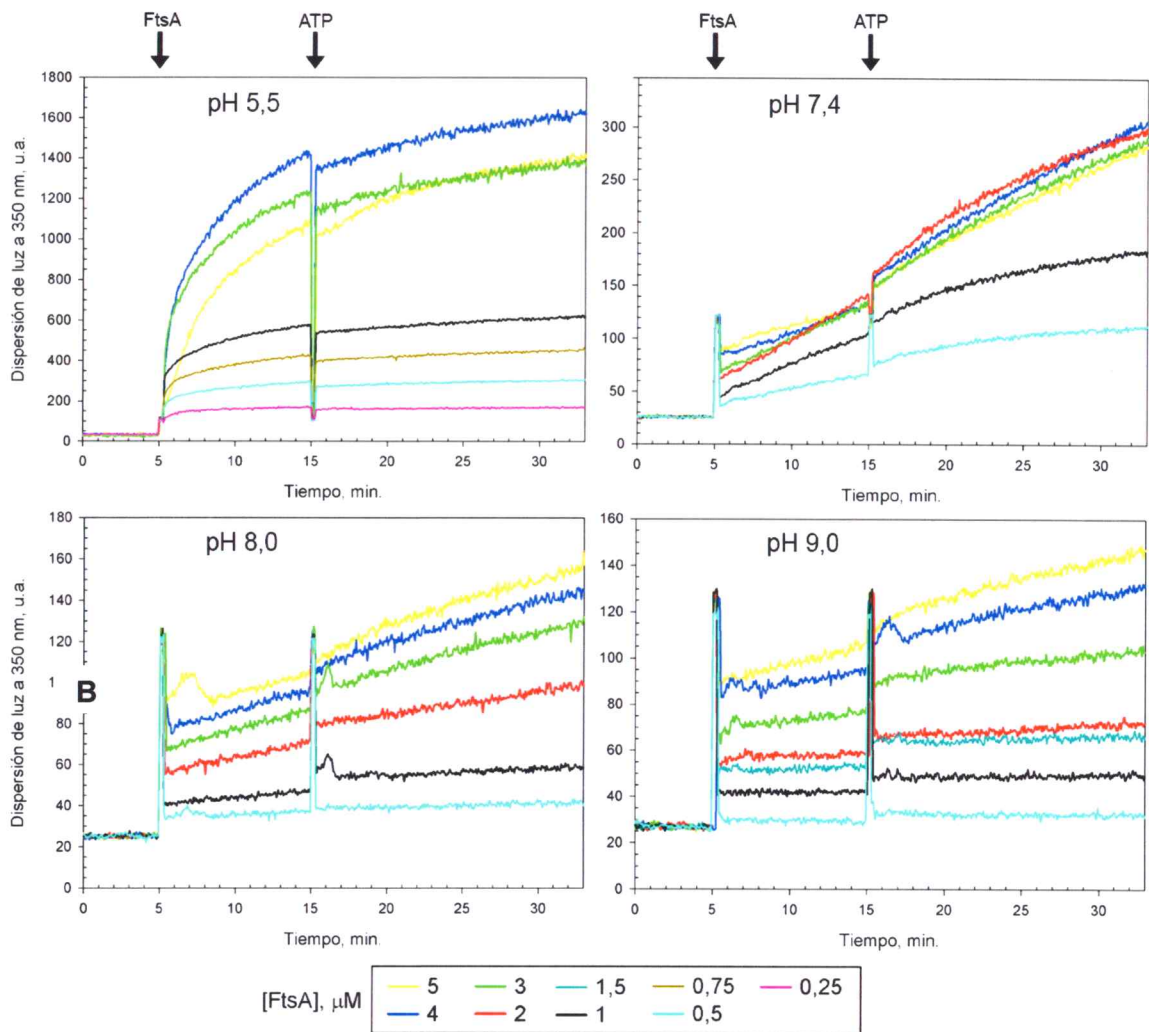 FtsA ATP FtsA ATP
pH 5,5
Dispersión de luz a 350 nm, u.a.
1800
1600
1400
1200
1000
800
600
400
200
0
0 5 10 15 20 25 30
Tiempo, min.
pH 7,4
300
250
200
150
100
50
0
0 5 10 15 20 25 30
Tiempo, min.
B
pH 8,0
Dispersión de luz a 350 nm, u.a.
180
160
140
120
1
80
60
40
20
0
0 5 10 15 20 25 30
Tiempo, min.
pH 9,0
160
140
120
100
80
60
40
20
0
0 5 10 15 20 25 30
Tiempo, min.
[FtsA], μM
5 3 1,5 0,75 0,25
4 2 1 0,5